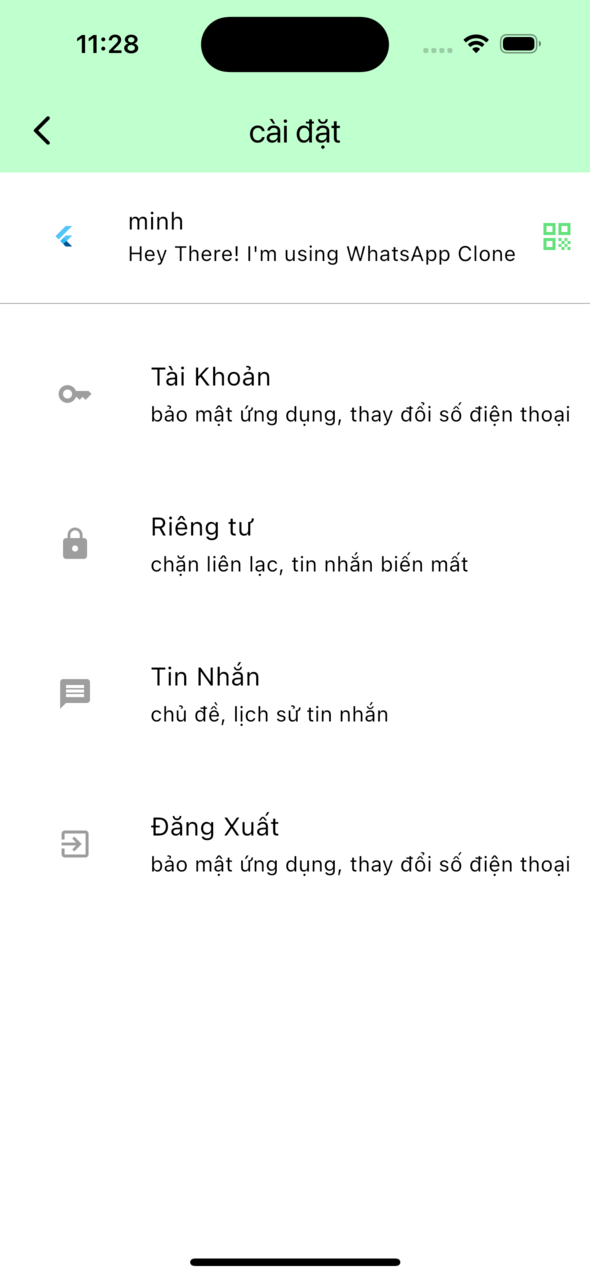 11:28
cài đặt
minh
Hey There! I'm using WhatsApp Clone
Tài Khoản
bảo mật ứng dụng, thay đổi số điện thoại
Riêng tư
chặn liên lạc, tin nhắn biến mất
Tin Nhắn
chủ đề, lịch sử tin nhắn
Đăng Xuất
bảo mật ứng dụng, thay đổi số điện thoại